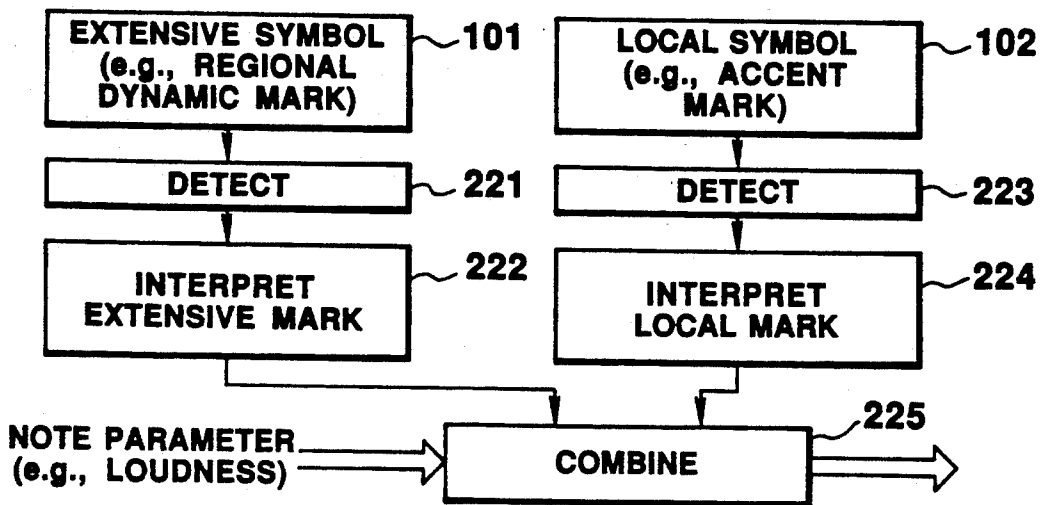 EXTENSIVE SYMBOL
(e.g., REGIONAL
DYNAMIC MARK)
101
LOCAL SYMBOL
(e.g., ACCENT
MARK)
102
DETECT
221
DETECT
223
INTERPRET
EXTENSIVE MARK
222
INTERPRET
LOCAL MARK
224
NOTE PARAMETER
(e.g., LOUDNESS)
COMBINE
225